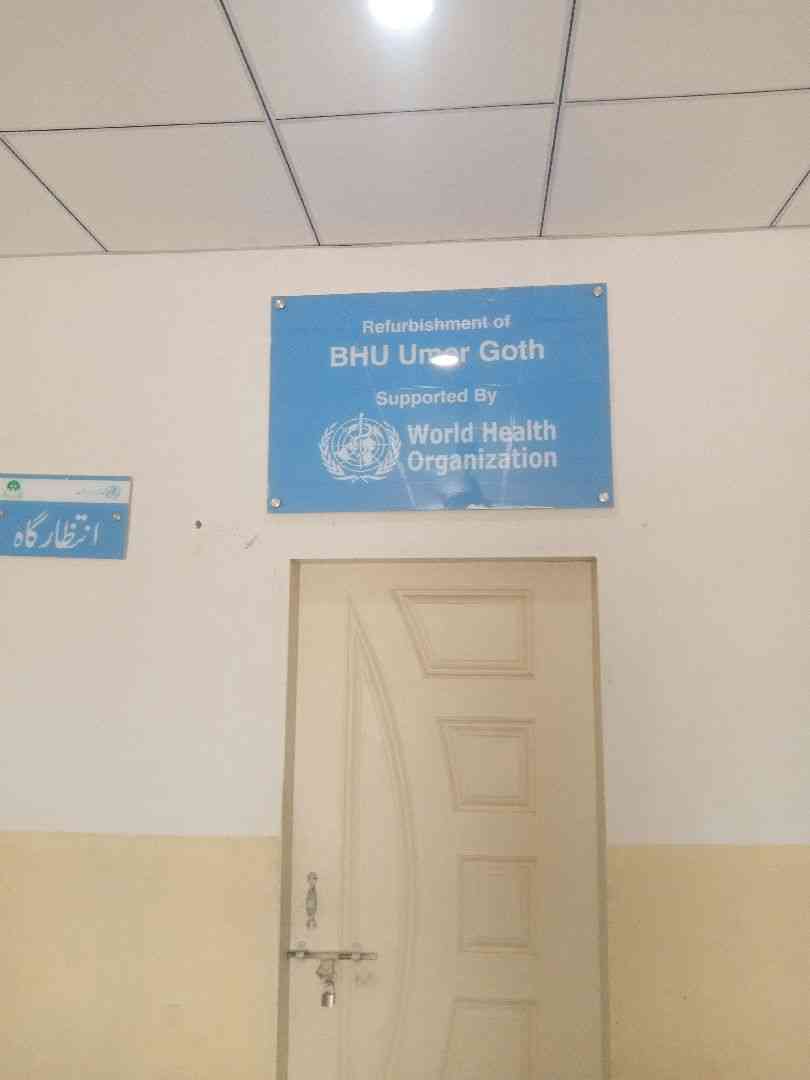 Refurbishment of
BHU Umer Goth
Supported By
World Health
Organization
انتظار گاہ